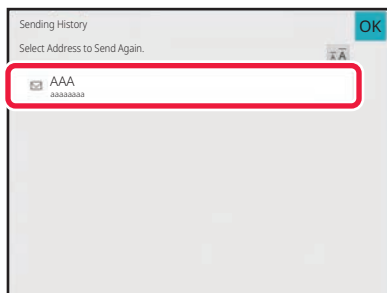 Sending History
OK
Select Address to Send Again.
AAA
aaaaaaaa